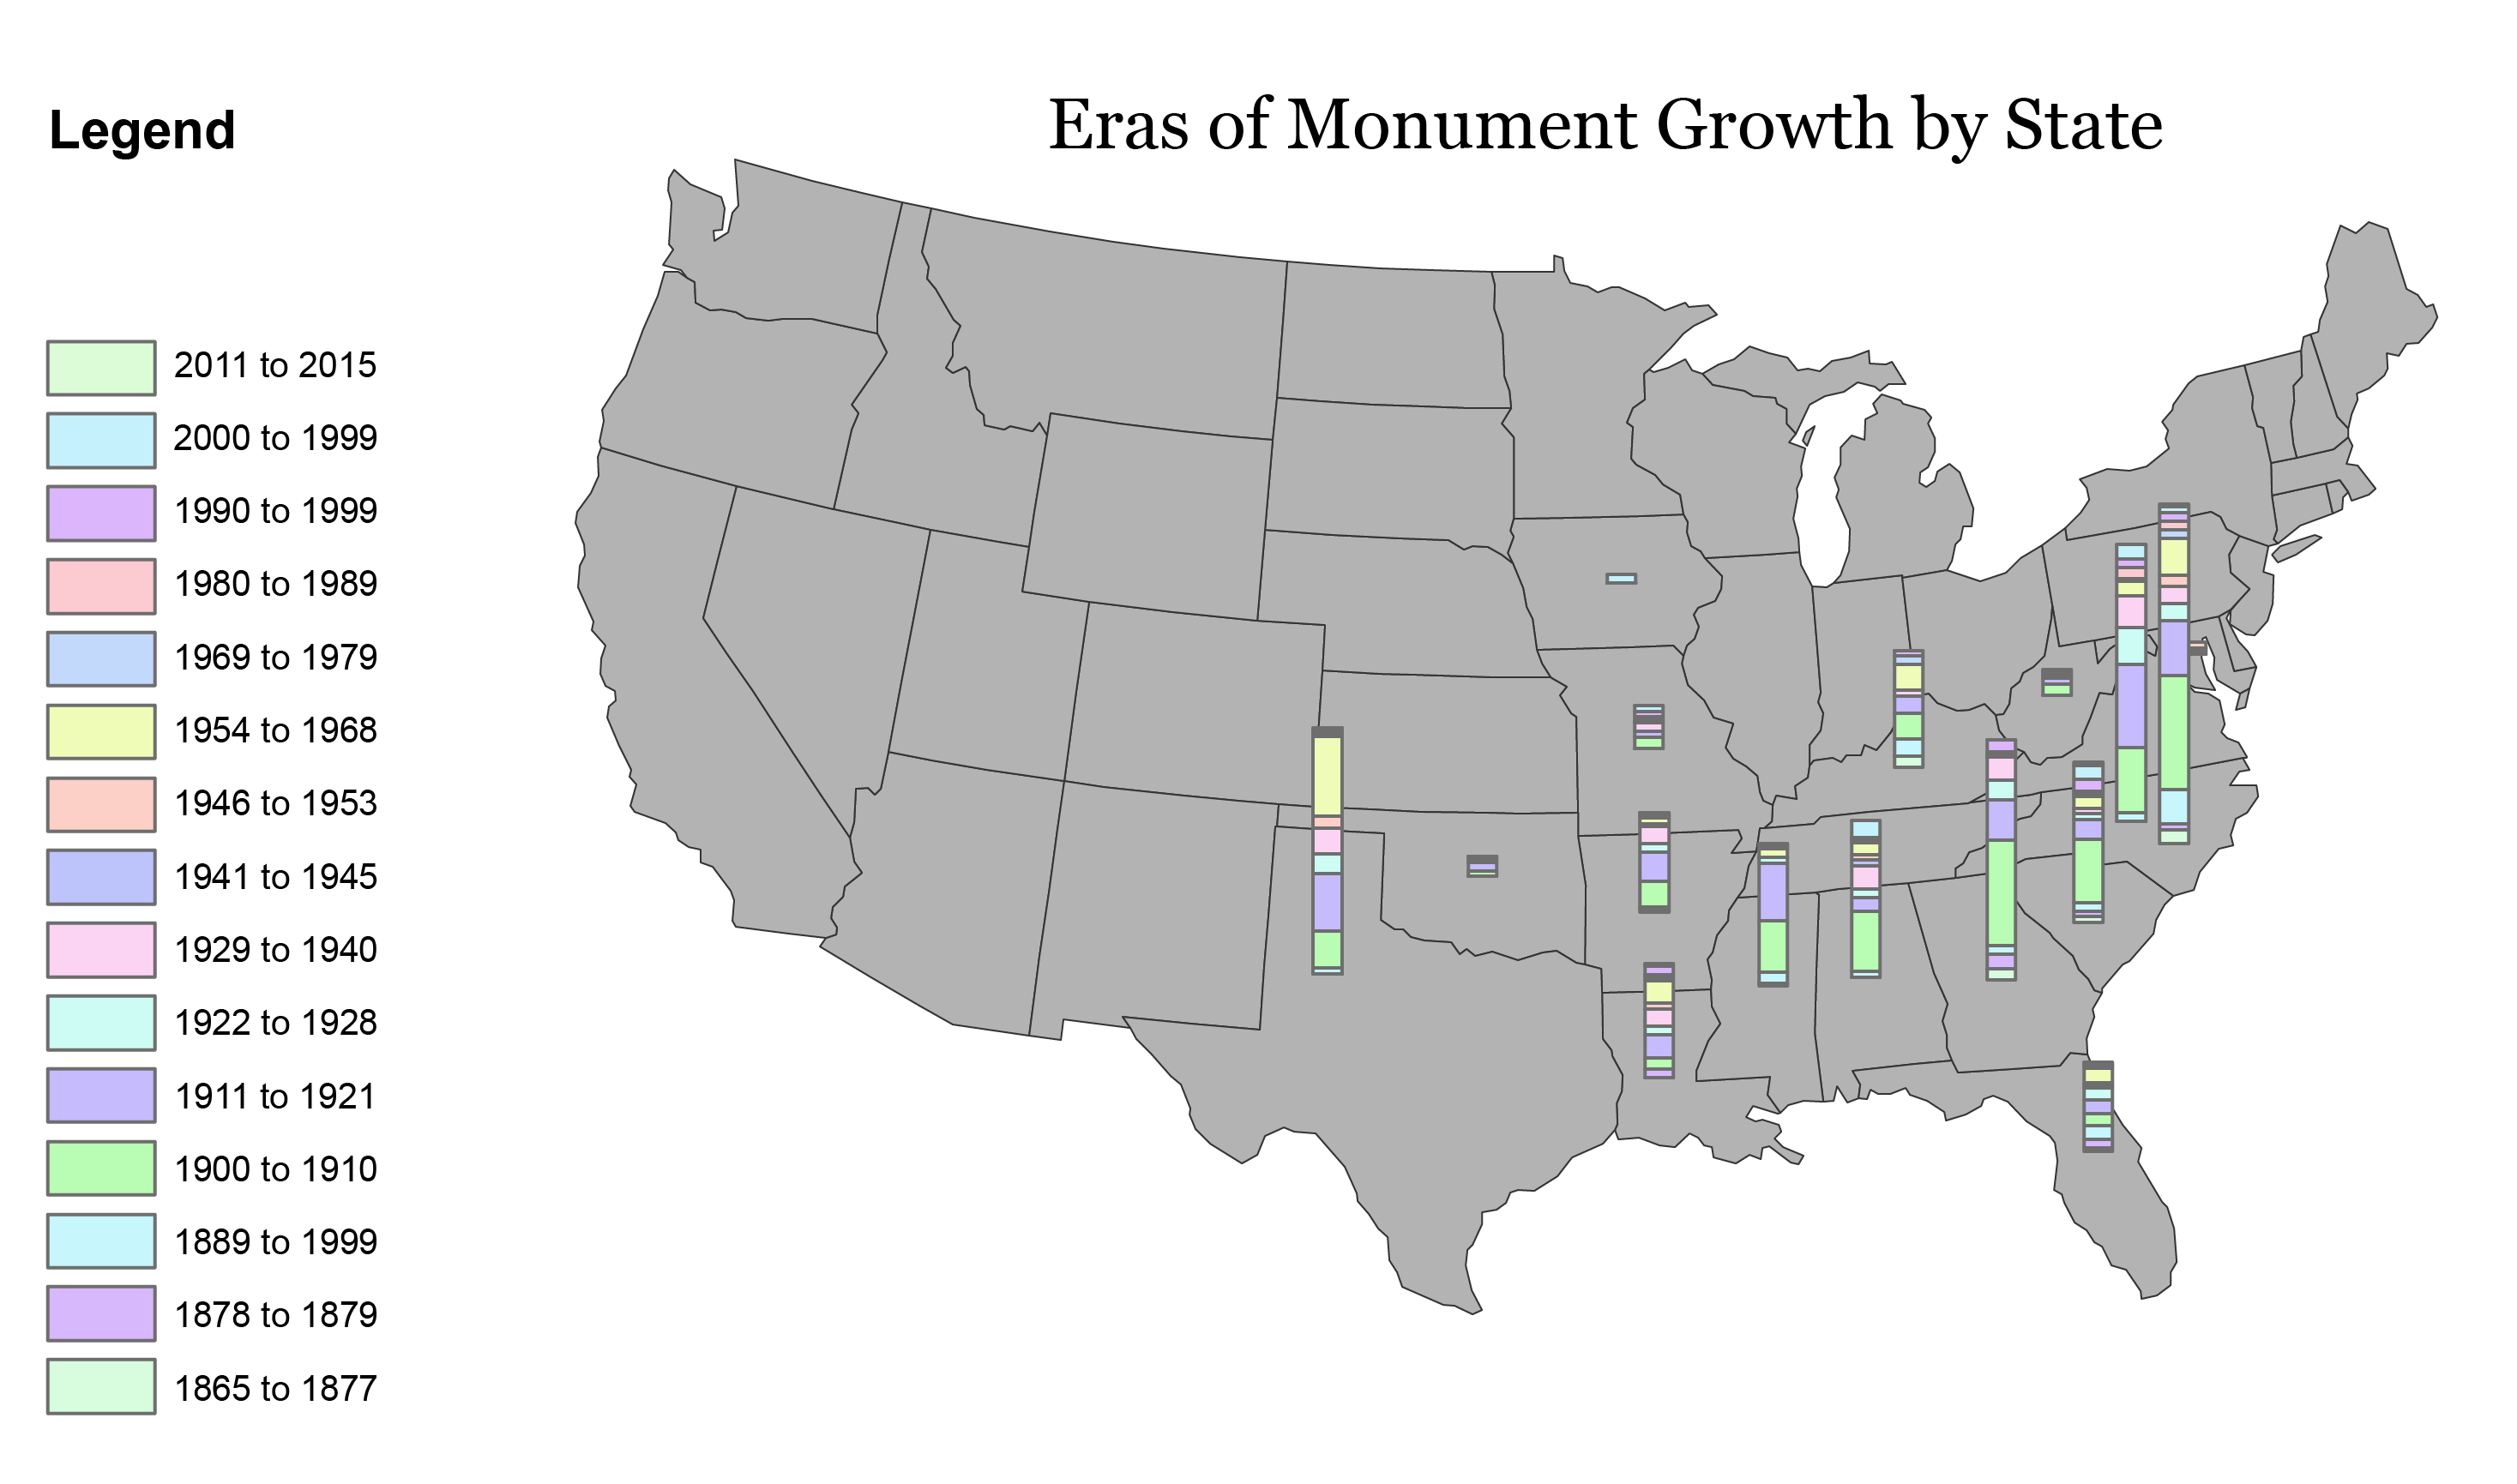 Eras of Monument Growth by State
Legend
2011 to 2015
2000 to 1999
1990 to 1999
1980 to 1989
1969 to 1979
1954 to 1968
1946 to 1953
1941 to 1945
1929 to 1940
1922 to 1928
1911 to 1921
1900 to 1910
1889 to 1999
1878 to 1879
1865 to 1877